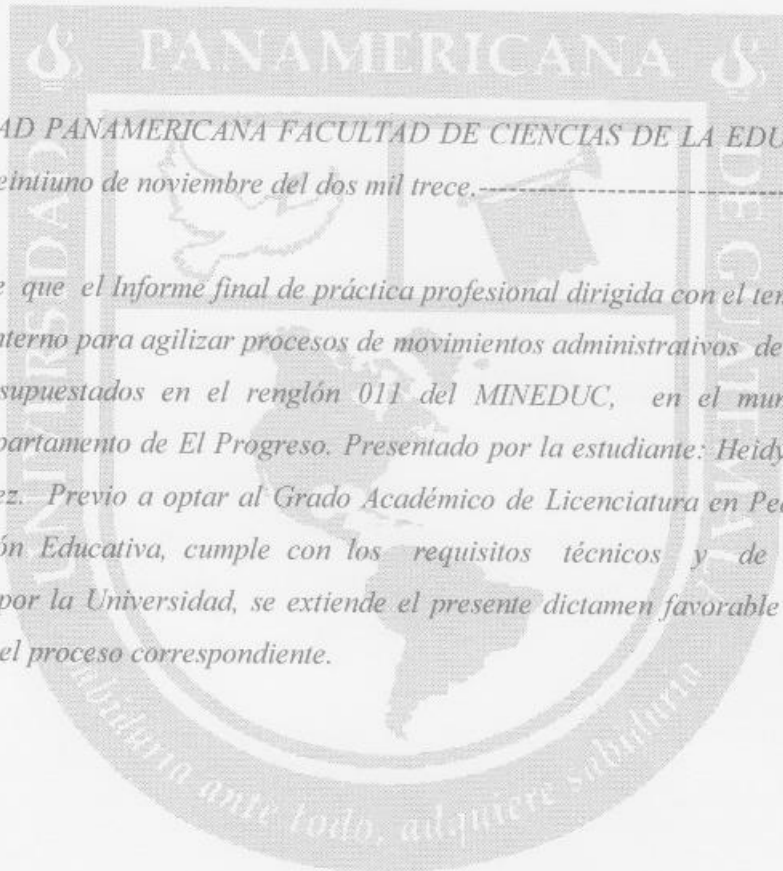 PANAMERICANA
AD PANAMERICANA FACULTAD DE CIENCIAS DE LA EDU
eintiuno de noviembre del dos mil trece.-----------------------------
e que el Informe final de práctica profesional dirigida con el ten
nterno para agilizar procesos de movimientos administrativos de
supuestados en el renglón 011 del MINEDUC, en el mun
partamento de El Progreso. Presentado por la estudiante: Heidy
ez. Previo a optar al Grado Académico de Licenciatura en Pe
ón Educativa, cumple con los requisitos técnicos y de
por la Universidad, se extiende el presente dictamen favorable
el proceso correspondiente.
UNIVERSIDAD
DE GUATEMALA
Sabiduría ante todo, adquiere sabiduría